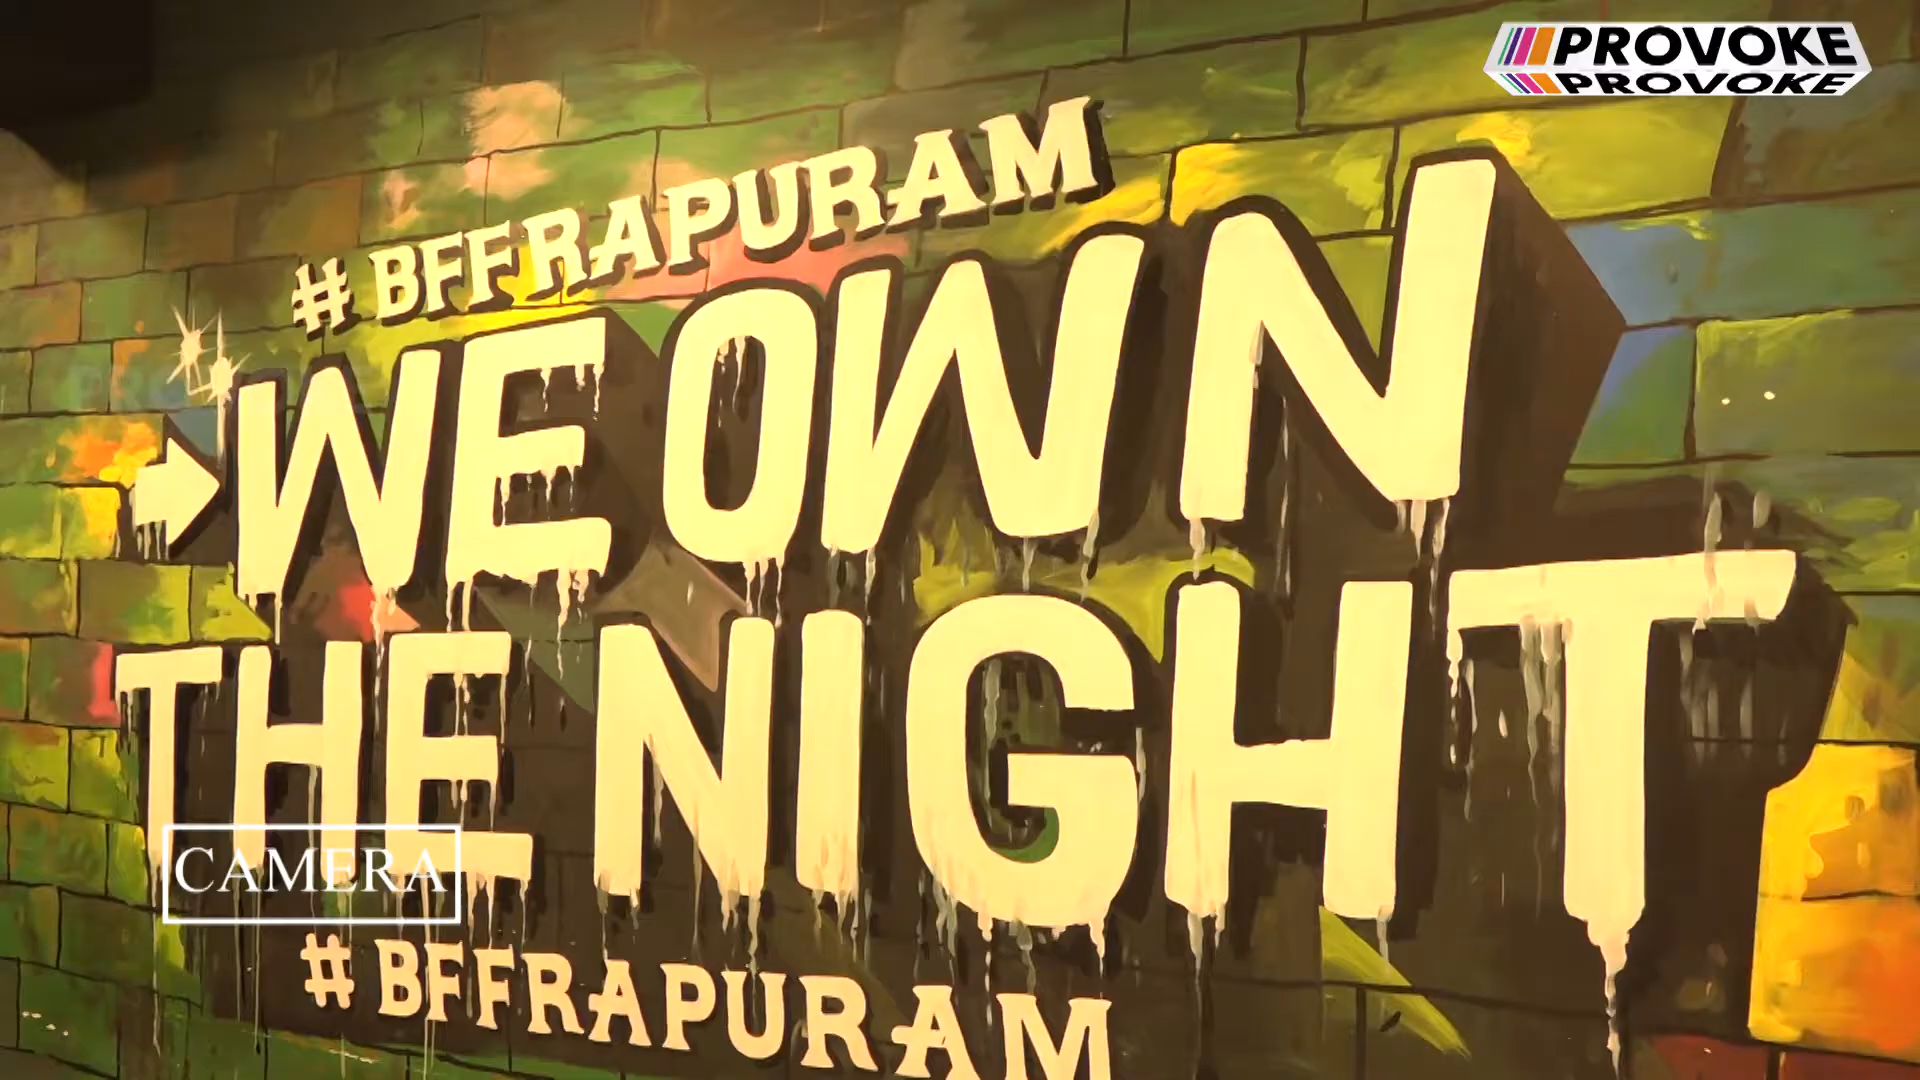 PROVOKE
PROVOKE
# BFFRAPURAM
WE OWN
THE NIGHT
CAMERA
# BFFRAPURAM